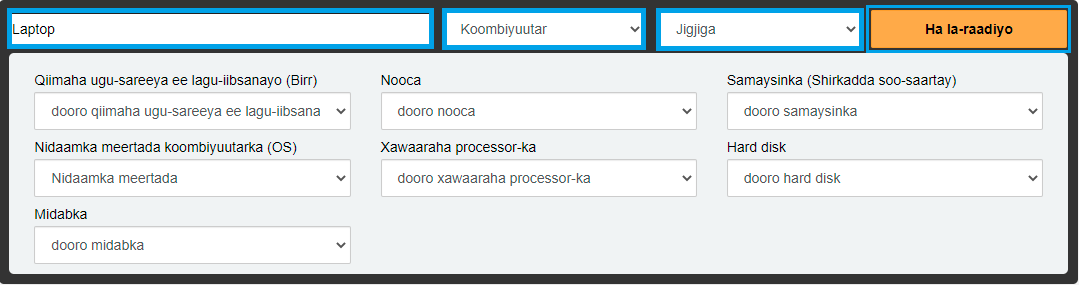 Laptop Koombiyuutar Jigjiga Ha la-raadiyo
Qiimaha ugu-sareeya ee lagu-iibsanayo (Birr) Nooca Samaysinka (Shirkadda soo-saartay)
dooro qiimaha ugu-sareeya ee lagu-iibsana dooro nooca dooro samaysinka
Nidaamka meertada koombiyuutarka (OS) Xawaaraha processor-ka Hard disk
Nidaamka meertada dooro xawaaraha processor-ka dooro hard disk
Midabka
dooro midabka